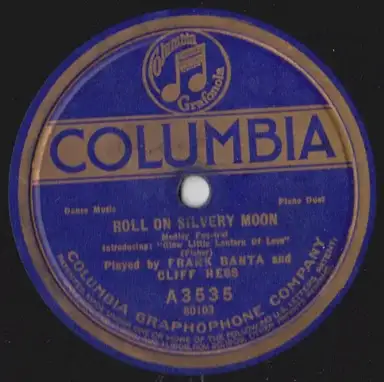 Columbia
Grafonola
COLUMBIA
Dance Music
Piano Duet
ROLL ON SILVERY MOON
Medley Fox-trot
Introducing: "Glow Little Lantern Of Love"
(Fisher)
Played by FRANK BANTA and
CLIFF HESS
A3535
80103
COLUMBIA GRAPHOPHONE COMPANY